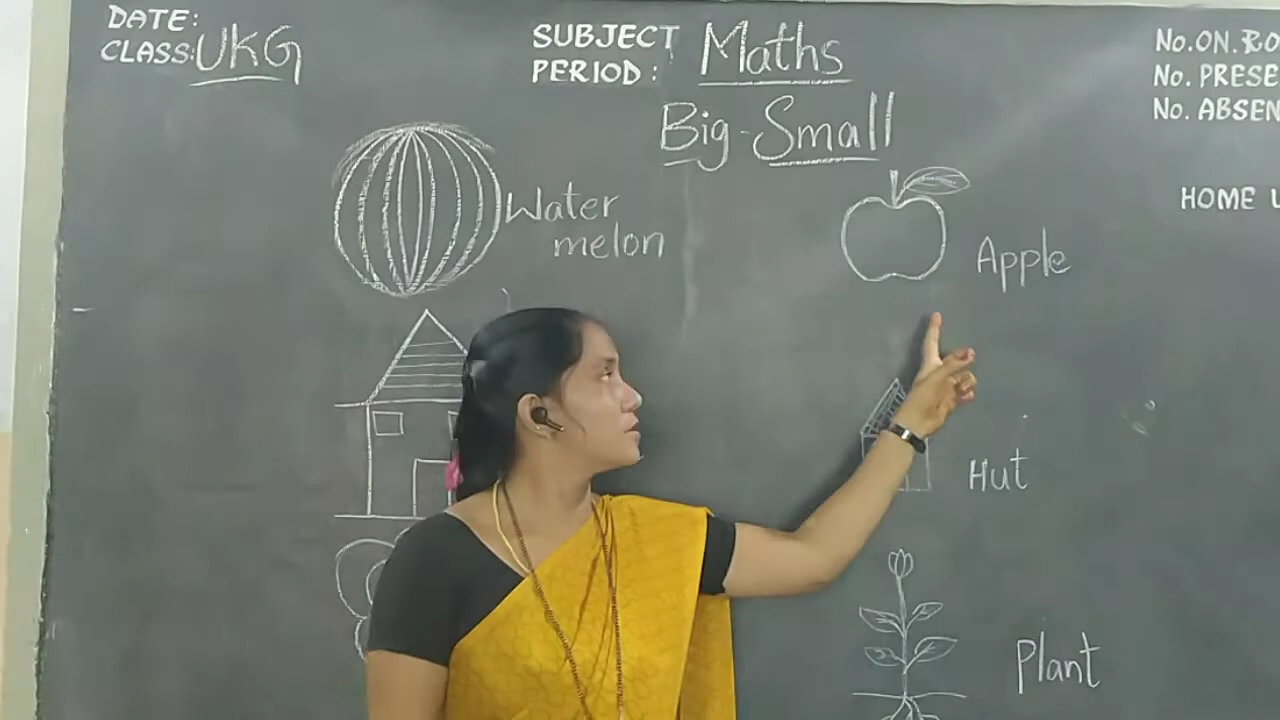 DATE:
CLASS: UKG
SUBJECT Maths
PERIOD:
Big-Small
No. ON. RO
No. PRESE
No. ABSEN
HOME
Water
melon
Apple
Hut
Plant